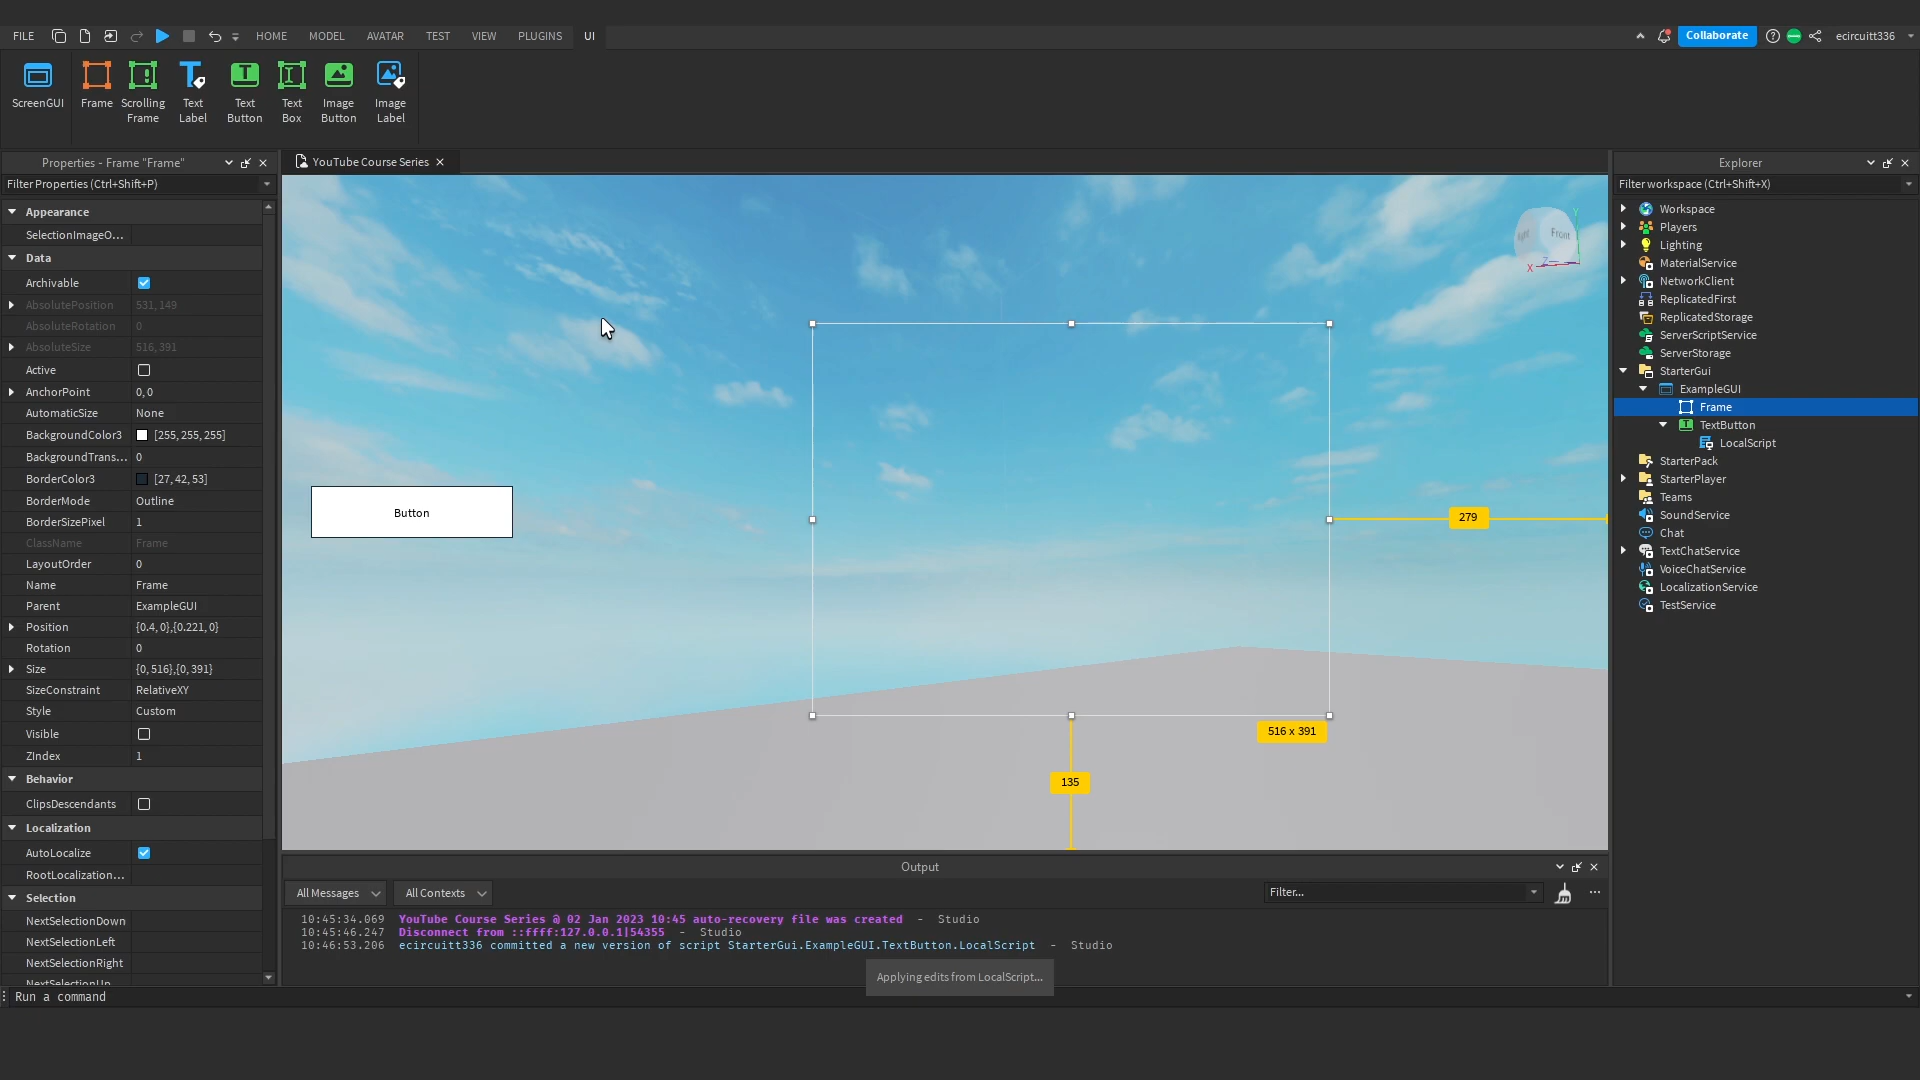 FILE HOME MODEL AVATAR TEST VIEW PLUGINS UI Collaborate ecircuitt336
ScreenGUI Frame Scrolling Frame Text Label Text Button Text Box Image Button Image Label
Properties - Frame "Frame"
Filter Properties (Ctrl+Shift+P)
Appearance
SelectionImageO...
Data
Archivable
AbsolutePosition 531, 149
AbsoluteRotation 0
AbsoluteSize 516, 391
Active
AnchorPoint 0, 0
AutomaticSize None
BackgroundColor3 [255, 255, 255]
BackgroundTrans... 0
BorderColor3 [27, 42, 53]
BorderMode Outline
BorderSizePixel 1
ClassName Frame
LayoutOrder 0
Name Frame
Parent ExampleGUI
Position {0.4, 0},{0.221, 0}
Rotation 0
Size {0, 516},{0, 391}
SizeConstraint RelativeXY
Style Custom
Visible
ZIndex 1
Behavior
ClipsDescendants
Localization
AutoLocalize
RootLocalization...
Selection
NextSelectionDown
NextSelectionLeft
NextSelectionRight
NextSelectionUp
YouTube Course Series
Front
Right
Y
X
Z
Button
279
516 x 391
135
Output
All Messages All Contexts Filter...
10:45:34.069 YouTube Course Series @ 02 Jan 2023 10:45 auto-recovery file was created - Studio
10:45:46.247 Disconnect from ::ffff:127.0.0.1|54355 - Studio
10:46:53.206 ecircuitt336 committed a new version of script StarterGui.ExampleGUI.TextButton.LocalScript - Studio
Applying edits from LocalScript...
Explorer
Filter workspace (Ctrl+Shift+X)
Workspace
Players
Lighting
MaterialService
NetworkClient
ReplicatedFirst
ReplicatedStorage
ServerScriptService
ServerStorage
StarterGui
ExampleGUI
Frame
TextButton
LocalScript
StarterPack
StarterPlayer
Teams
SoundService
Chat
TextChatService
VoiceChatService
LocalizationService
TestService
Run a command